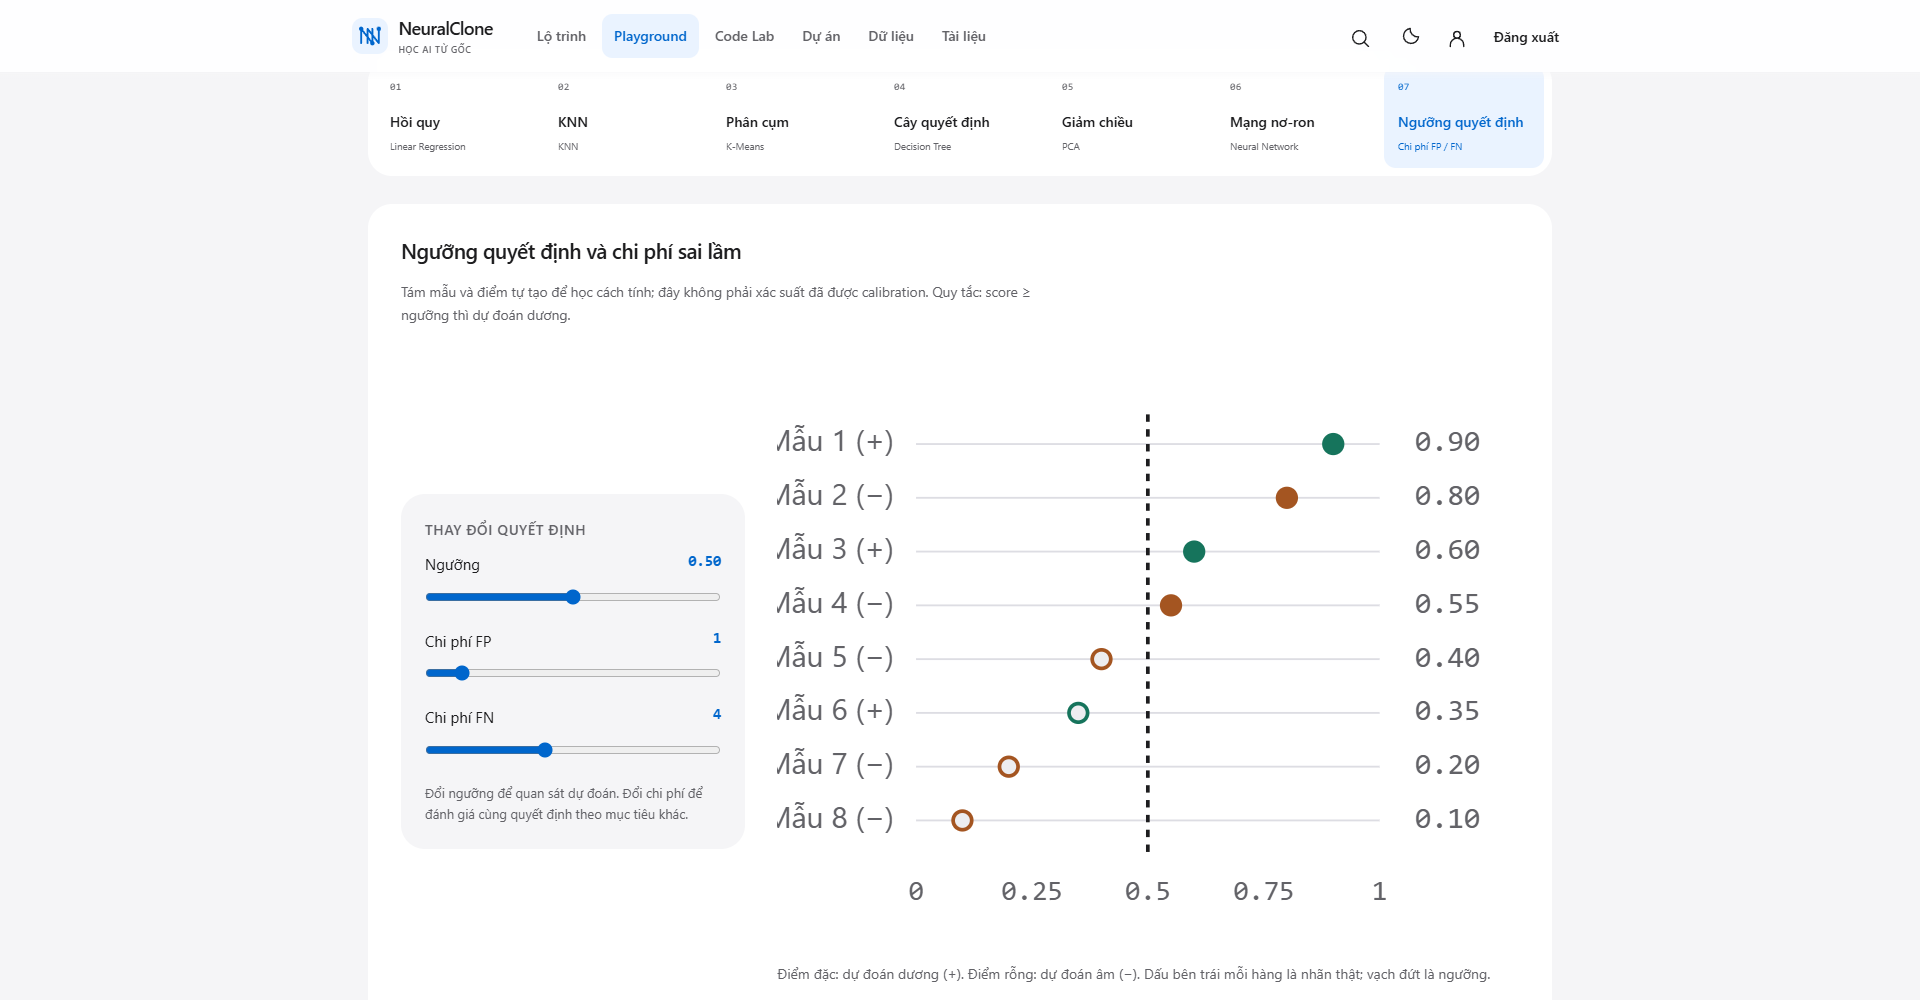 NeuralClone
HỌC AI TỪ GỐC
Lộ trình
Playground
Code Lab
Dự án
Dữ liệu
Tài liệu
Đăng xuất
01
02
03
04
05
06
07
Hồi quy
KNN
Phân cụm
Cây quyết định
Giảm chiều
Mạng nơ-ron
Ngưỡng quyết định
Linear Regression
KNN
K-Means
Decision Tree
PCA
Neural Network
Chi phí FP / FN
Ngưỡng quyết định và chi phí sai lầm
Tám mẫu và điểm tự tạo để học cách tính; đây không phải xác suất đã được calibration. Quy tắc: score ≥
ngưỡng thì dự đoán dương.
THAY ĐỔI QUYẾT ĐỊNH
Ngưỡng 0.50
Chi phí FP 1
Chi phí FN 4
Đổi ngưỡng để quan sát dự đoán. Đổi chi phí để
đánh giá cùng quyết định theo mục tiêu khác.
Mẫu 1 (+) 0.90
Mẫu 2 (−) 0.80
Mẫu 3 (+) 0.60
Mẫu 4 (−) 0.55
Mẫu 5 (−) 0.40
Mẫu 6 (+) 0.35
Mẫu 7 (−) 0.20
Mẫu 8 (−) 0.10
0 0.25 0.5 0.75 1
Điểm đặc: dự đoán dương (+). Điểm rỗng: dự đoán âm (−). Dấu bên trái mỗi hàng là nhãn thật; vạch đứt là ngưỡng.